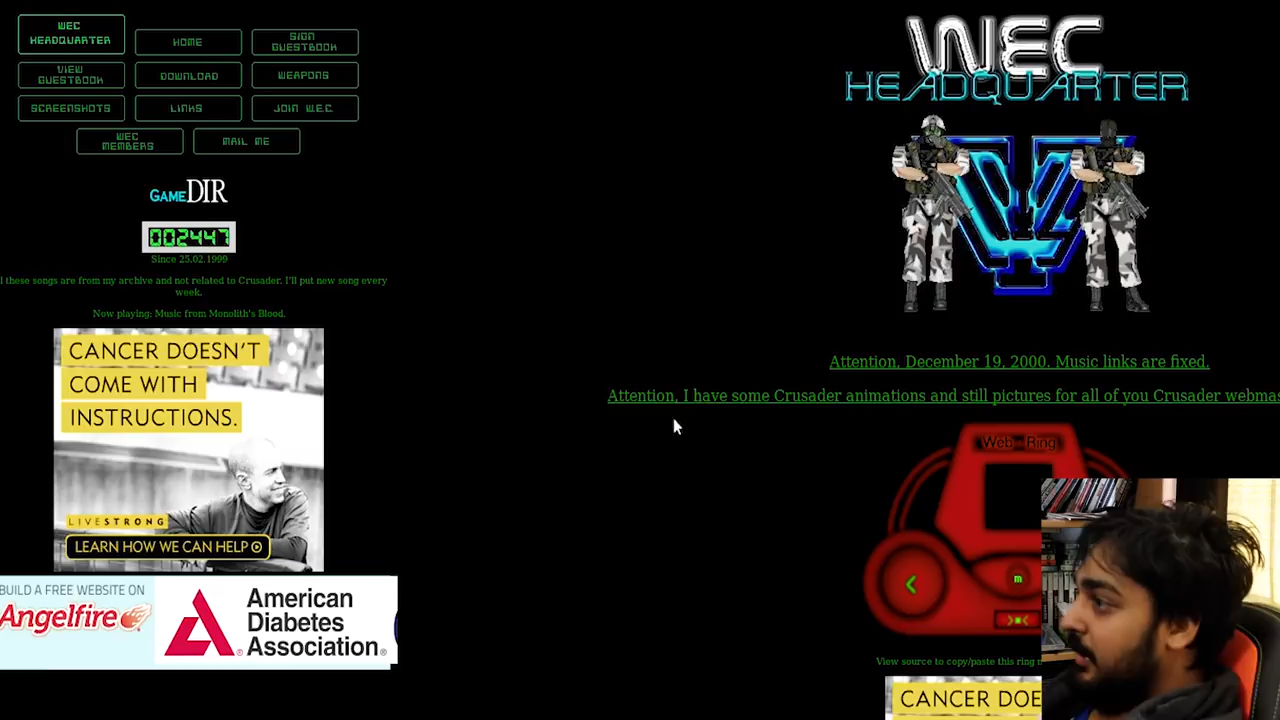 WEC
HEADQUARTER
HOME
SIGN
GUESTBOOK
VIEW
GUESTBOOK
DOWNLOAD
WEAPONS
SCREENSHOTS
LINKS
JOIN W.E.C.
WEC
MEMBERS
MAIL ME
GAMEDIR
002447
Since 25.02.1999
l these songs are from my archive and not related to Crusader. I'll put new song every
week.
Now playing: Music from Monolith's Blood.
CANCER DOESN'T
COME WITH
INSTRUCTIONS.
LIVESTRONG
LEARN HOW WE CAN HELP
BUILD A FREE WEBSITE ON
Angelfire
American
Diabetes
Association.®
WEC
HEADQUARTER
Attention, December 19, 2000. Music links are fixed.
Attention, I have some Crusader animations and still pictures for all of you Crusader webmas
Web-Ring
m
View source to copy/paste this ring
CANCER DOE